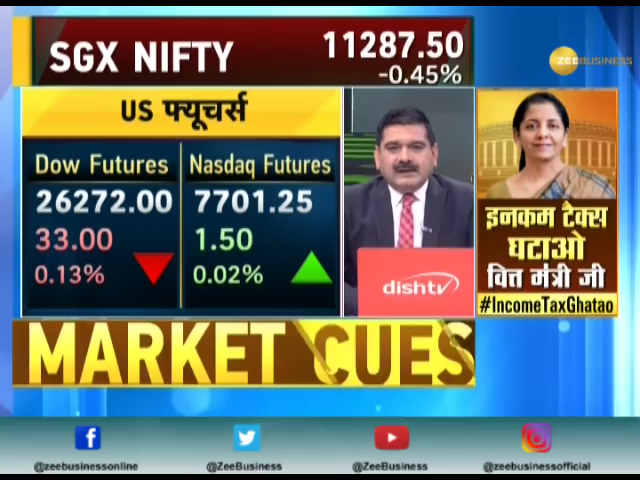 SGX NIFTY
11287.50
-0.45%
ZEEBUSINESS
US फ्यूचर्स
Dow Futures
26272.00
33.00
0.13%
Nasdaq Futures
7701.25
1.50
0.02%
dishtv
इनकम टैक्स
घटाओ
वित्त मंत्री जी
#IncomeTaxGhatao
MARKET CUES
@zeebusinessonline
@ZeeBusiness
@ZeeBusiness
@zeebusinessofficial